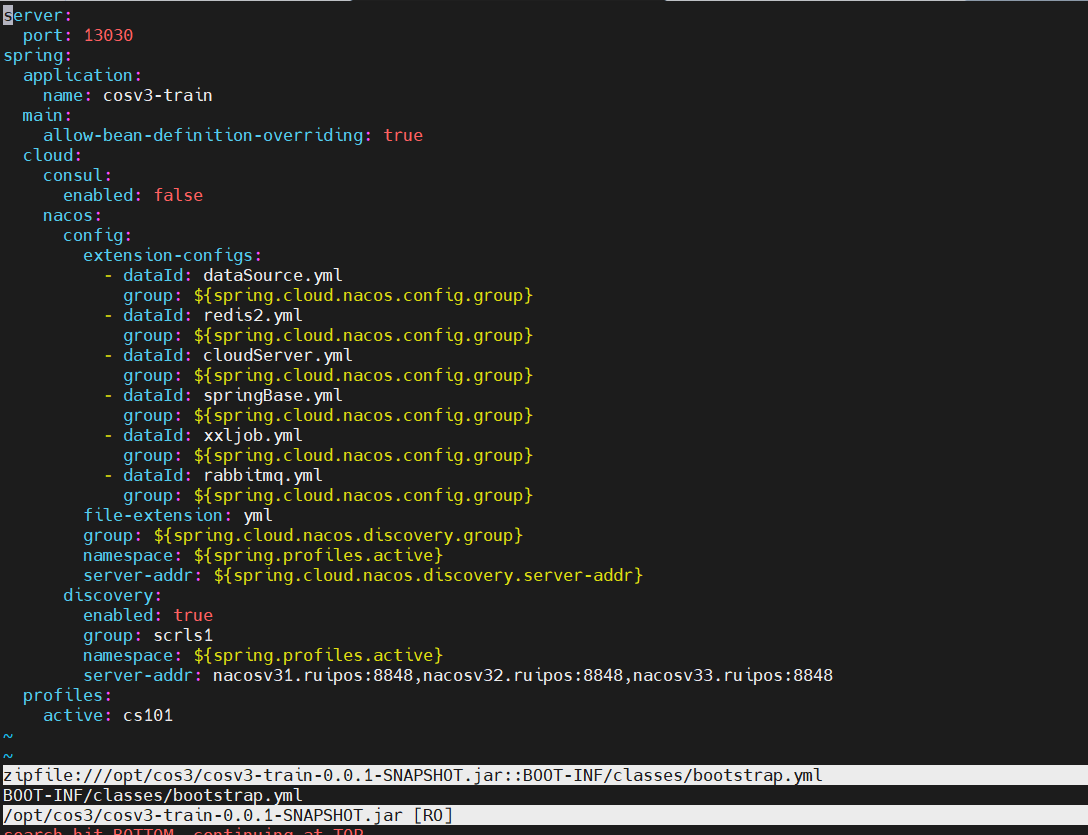 server:
  port: 13030
spring:
  application:
    name: cosv3-train
  main:
    allow-bean-definition-overriding: true
  cloud:
    consul:
      enabled: false
    nacos:
      config:
        extension-configs:
          - dataId: dataSource.yml
            group: ${spring.cloud.nacos.config.group}
          - dataId: redis2.yml
            group: ${spring.cloud.nacos.config.group}
          - dataId: cloudServer.yml
            group: ${spring.cloud.nacos.config.group}
          - dataId: springBase.yml
            group: ${spring.cloud.nacos.config.group}
          - dataId: xxljob.yml
            group: ${spring.cloud.nacos.config.group}
          - dataId: rabbitmq.yml
            group: ${spring.cloud.nacos.config.group}
        file-extension: yml
        group: ${spring.cloud.nacos.discovery.group}
        namespace: ${spring.profiles.active}
        server-addr: ${spring.cloud.nacos.discovery.server-addr}
      discovery:
        enabled: true
        group: scrls1
        namespace: ${spring.profiles.active}
        server-addr: nacosv31.ruipos:8848,nacosv32.ruipos:8848,nacosv33.ruipos:8848
  profiles:
    active: cs101
~
~
zipfile:///opt/cos3/cosv3-train-0.0.1-SNAPSHOT.jar::BOOT-INF/classes/bootstrap.yml
BOOT-INF/classes/bootstrap.yml
/opt/cos3/cosv3-train-0.0.1-SNAPSHOT.jar [RO]
search hit BOTTOM, continuing at TOP